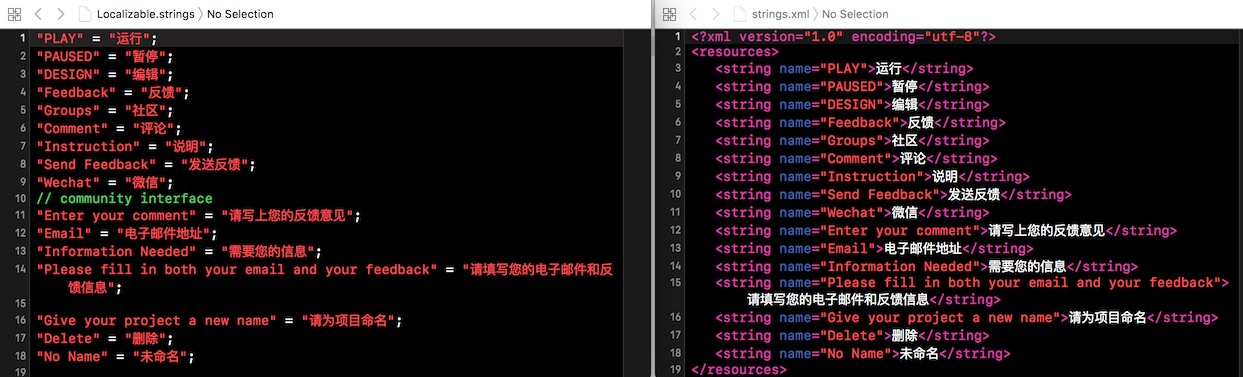 Localizable.strings 〉 No Selection
1 "PLAY" = "运行";
2 "PAUSED" = "暂停";
3 "DESIGN" = "编辑";
4 "Feedback" = "反馈";
5 "Groups" = "社区";
6 "Comment" = "评论";
7 "Instruction" = "说明";
8 "Send Feedback" = "发送反馈";
9 "Wechat" = "微信";
10 // community interface
11 "Enter your comment" = "请写上您的反馈意见";
12 "Email" = "电子邮件地址";
13 "Information Needed" = "需要您的信息";
14 "Please fill in both your email and your feedback" = "请填写您的电子邮件和反
馈信息";
15
16 "Give your project a new name" = "请为项目命名";
17 "Delete" = "删除";
18 "No Name" = "未命名";
19
strings.xml 〉 No Selection
1 <?xml version="1.0" encoding="utf-8"?>
2 <resources>
3 <string name="PLAY">运行</string>
4 <string name="PAUSED">暂停</string>
5 <string name="DESIGN">编辑</string>
6 <string name="Feedback">反馈</string>
7 <string name="Groups">社区</string>
8 <string name="Comment">评论</string>
9 <string name="Instruction">说明</string>
10 <string name="Send Feedback">发送反馈</string>
11 <string name="Wechat">微信</string>
12 <string name="Enter your comment">请写上您的反馈意见</string>
13 <string name="Email">电子邮件地址</string>
14 <string name="Information Needed">需要您的信息</string>
15 <string name="Please fill in both your email and your feedback">
请填写您的电子邮件和反馈信息</string>
16 <string name="Give your project a new name">请为项目命名</string>
17 <string name="Delete">删除</string>
18 <string name="No Name">未命名</string>
19 </resources>